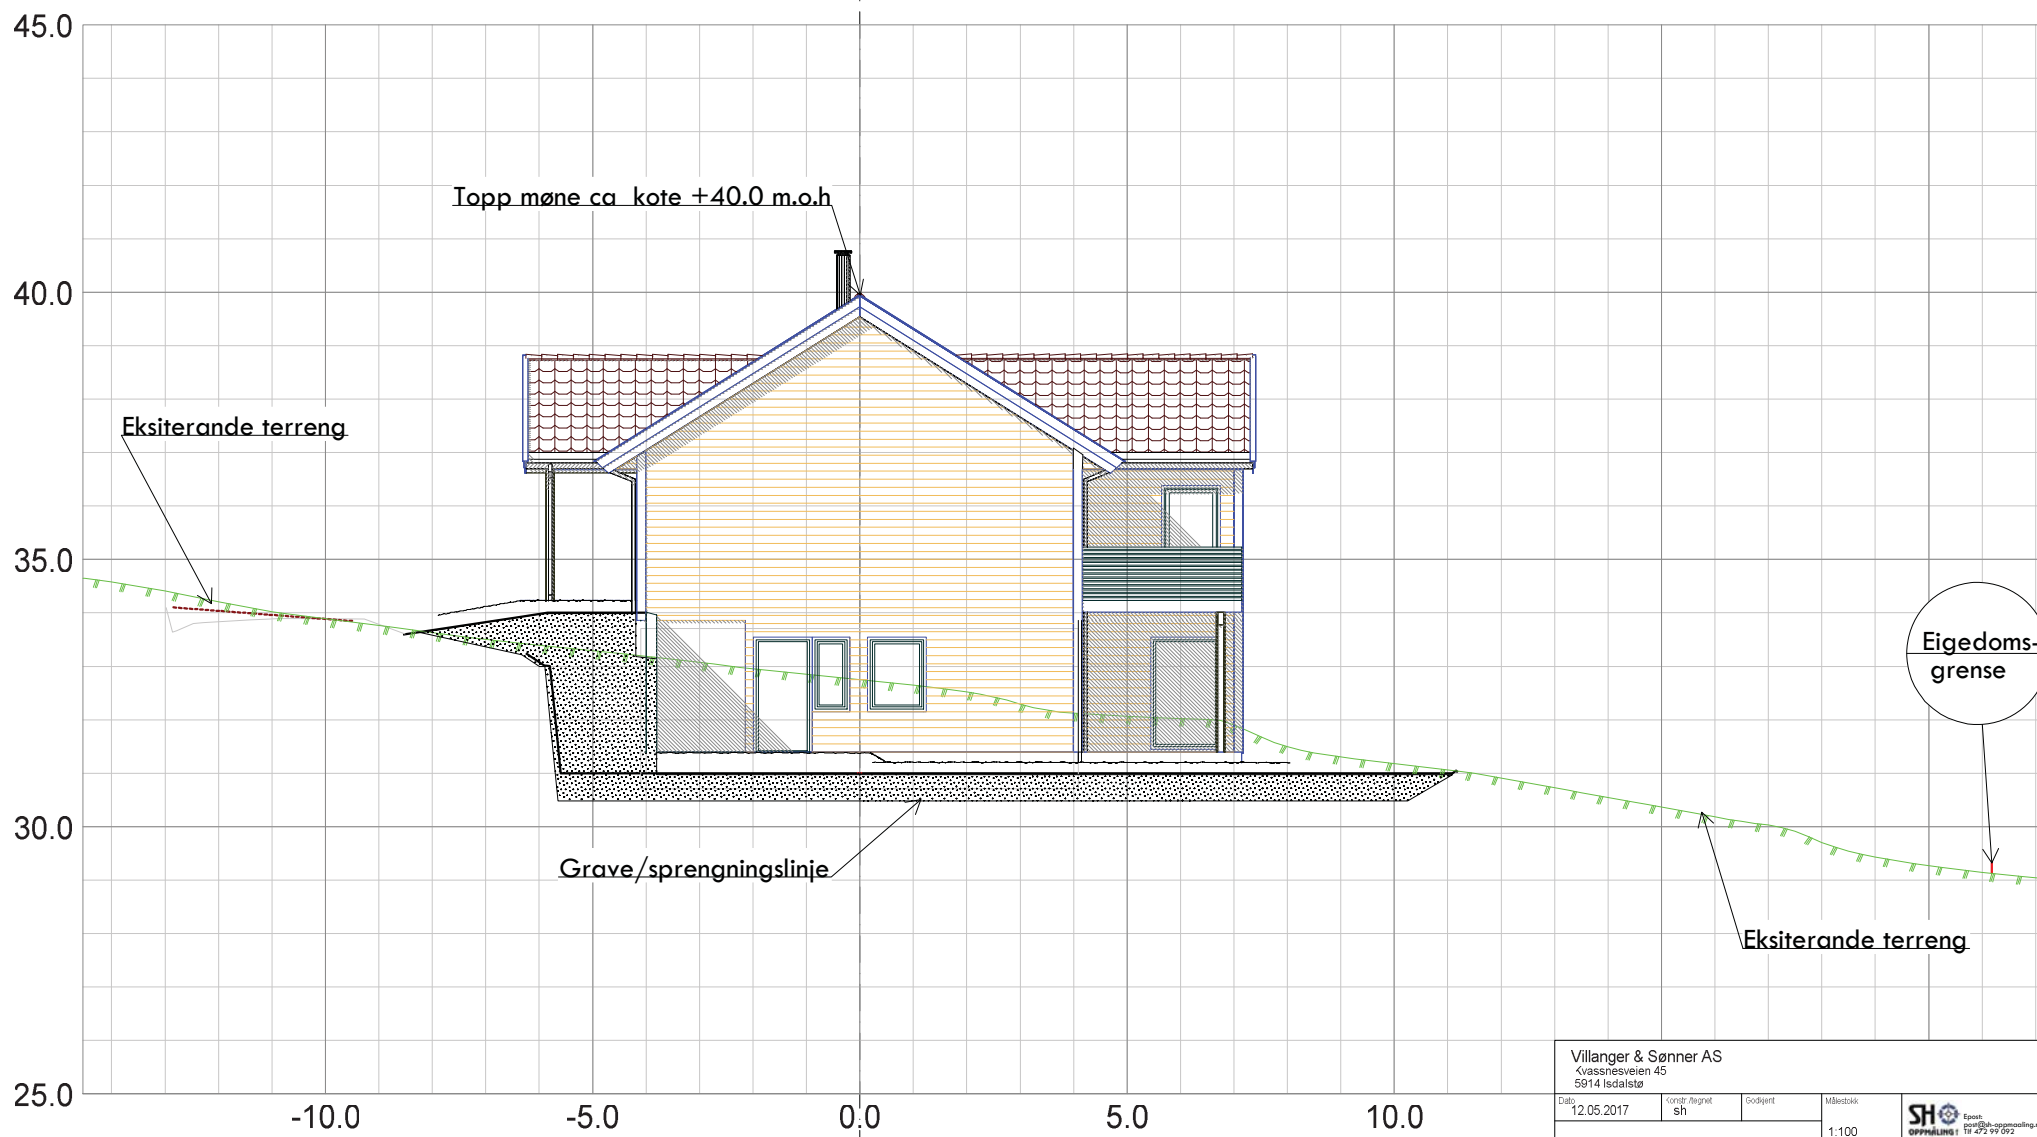 45.0
Topp møne ca kote +40.0 m.o.h
40.0
Eksiterande terreng
35.0
Eigedoms-
grense
30.0
Grave/sprengningslinje
Eksiterande terreng
25.0
-10.0
-5.0
0.0
5.0
10.0
Villanger & Sønner AS
Kvassnesveien 45
5914 Isdalstø
Dato
12.05.2017
Konstr./tegnet
sh
Godkjent
Målestokk
1:100
SH
OPPMÅLING!
Epost:
post@sh-oppmaaling.n
Tlf 472 99 092